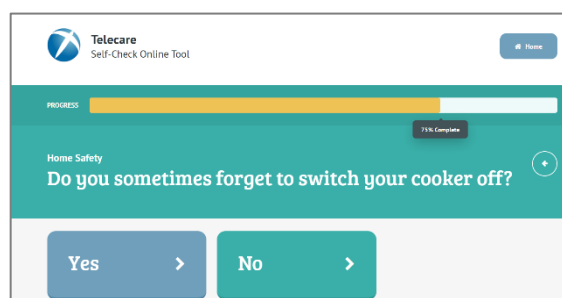 Telecare
Self-Check Online Tool
Home
PROGRESS
75% Complete
Home Safety
Do you sometimes forget to switch your cooker off?
Yes
No